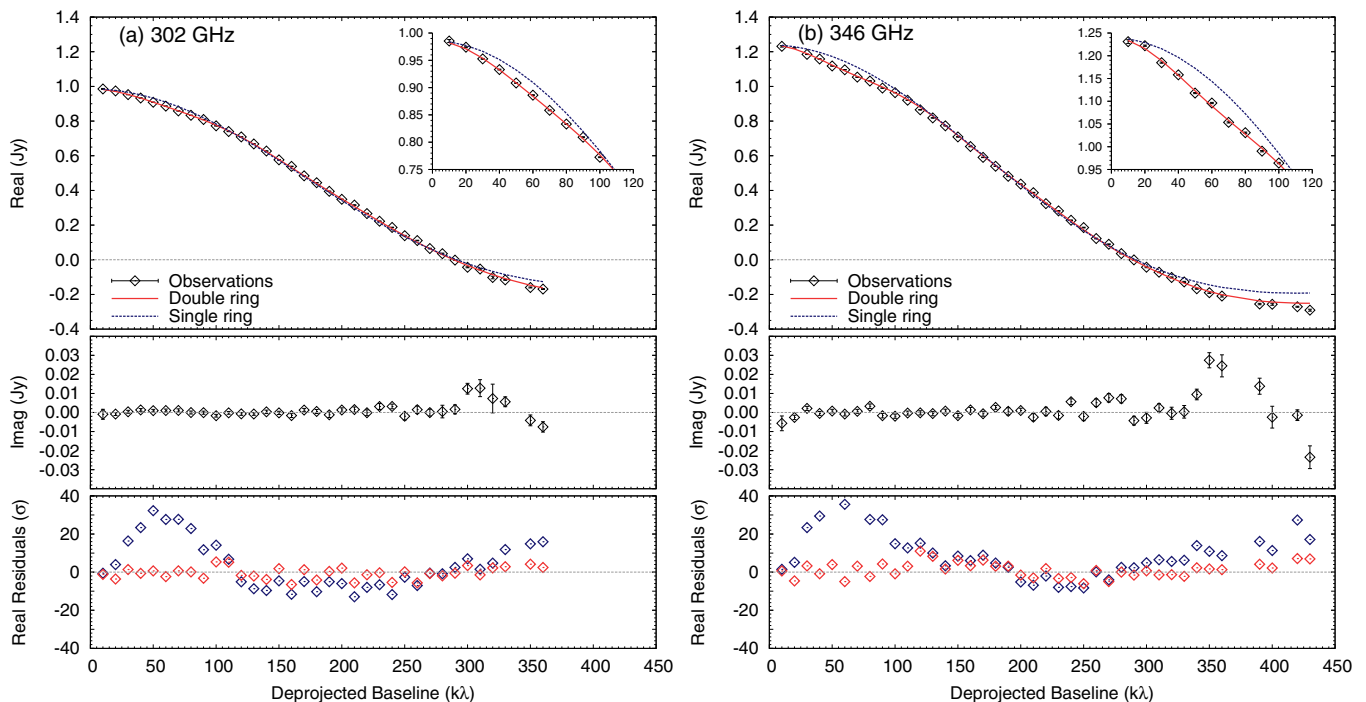 (a) 302 GHz
Real (Jy)
1.4
1.2
1.0
0.8
0.6
0.4
0.2
0.0
-0.2
-0.4
1.00
0.95
0.90
0.85
0.80
0.75
0 20 40 60 80 100 120
Observations
Double ring
Single ring
Imag (Jy)
0.03
0.02
0.01
0.00
-0.01
-0.02
-0.03
Real Residuals (σ)
40
20
0
-20
-40
0 50 100 150 200 250 300 350 400 450
Deprojected Baseline (kλ)
(b) 346 GHz
Real (Jy)
1.4
1.2
1.0
0.8
0.6
0.4
0.2
0.0
-0.2
-0.4
1.25
1.20
1.15
1.10
1.05
1.00
0.95
0 20 40 60 80 100 120
Observations
Double ring
Single ring
Imag (Jy)
0.03
0.02
0.01
0.00
-0.01
-0.02
-0.03
Real Residuals (σ)
40
20
0
-20
-40
0 50 100 150 200 250 300 350 400 450
Deprojected Baseline (kλ)